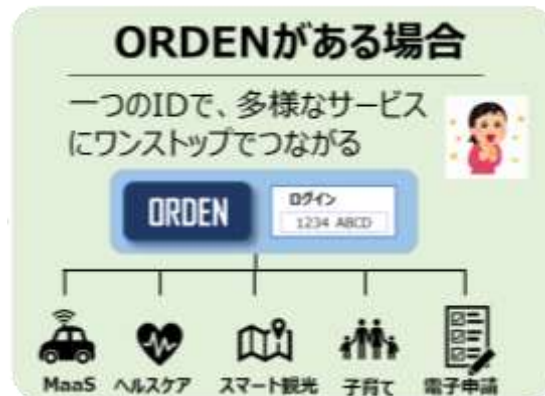 ORDENがある場合
一つのIDで、多様なサービス
にワンストップでつながる
ORDEN
ログイン
1234 ABCD
MaaS ヘルスケア スマート観光 子育て 電子申請